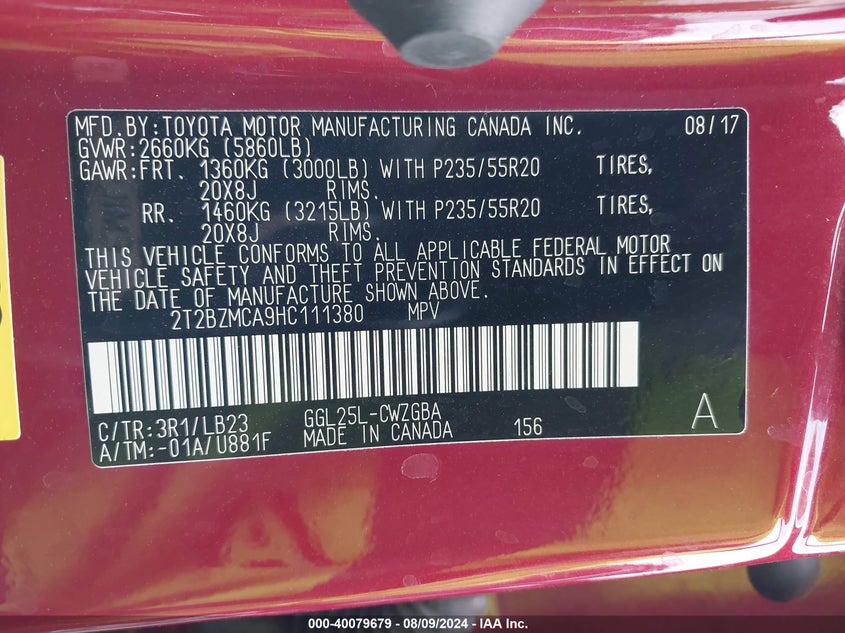 MFD.BY:TOYOTA MOTOR MANUFACTURING CANADA INC. 08/17
GVWR:2660KG (5860LB)
GAWR:FRT. 1360KG (3000LB) WITH P235/55R20 TIRES,
20X8J RIMS.
RR. 1460KG (3215LB) WITH P235/55R20 TIRES,
20X8J RIMS.
THIS VEHICLE CONFORMS TO ALL APPLICABLE FEDERAL MOTOR
VEHICLE SAFETY AND THEFT PREVENTION STANDARDS IN EFFECT ON
THE DATE OF MANUFACTURE SHOWN ABOVE.
2T2BZMCA9HC111380 MPV
C/TR:3R1/LB23 GGL25L-CWZGBA
A/TM:-01A/U881F MADE IN CANADA 156 A
000-40079679 - 08/09/2024 - IAA Inc.